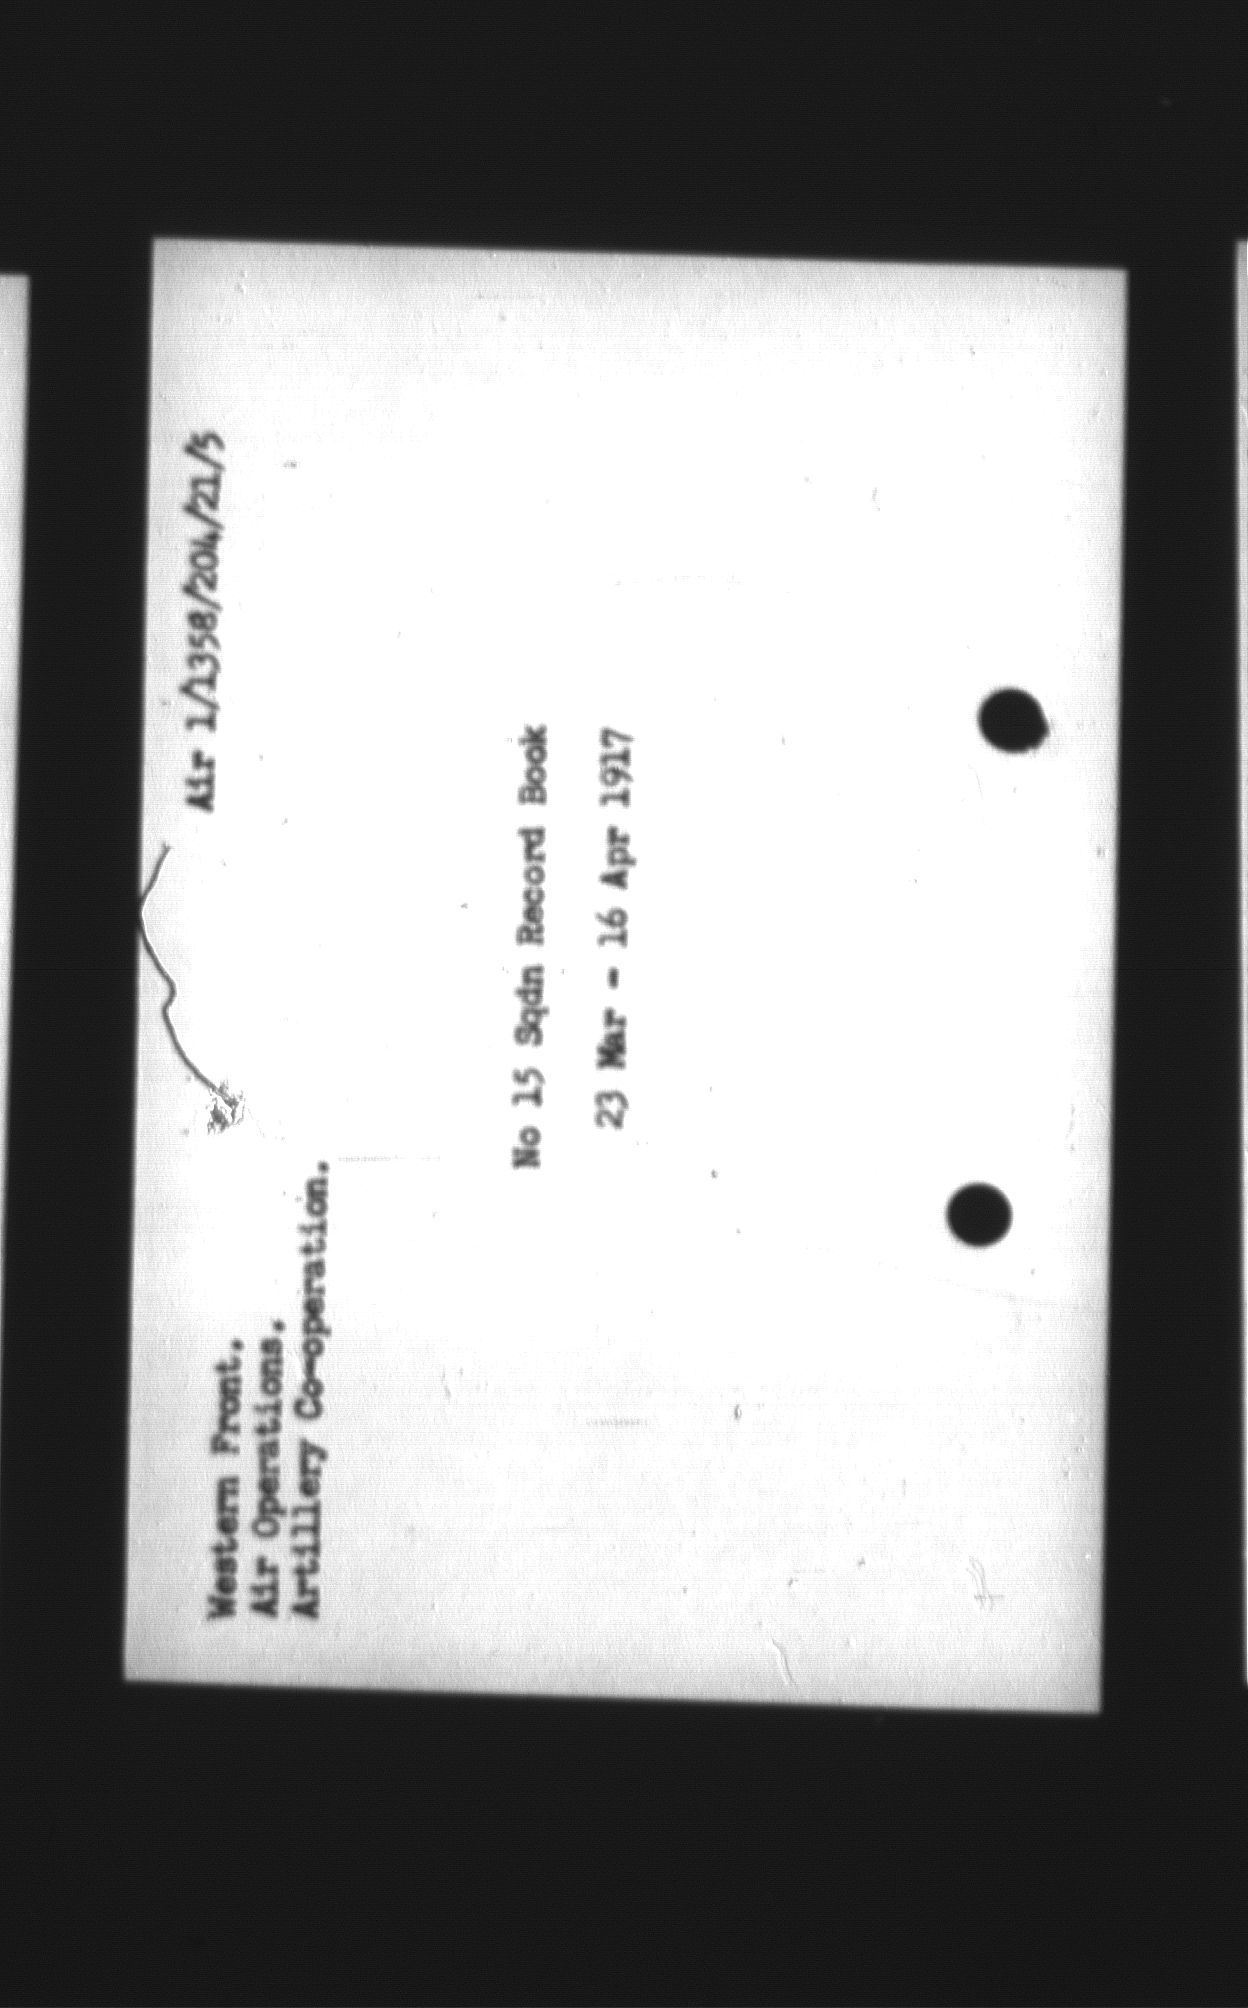 Western Front.
Air Operations.
Artillery Co-operation.
Air 1/1358/204/21/5
No 15 Sqdn Record Book
23 Mar - 16 Apr 1917